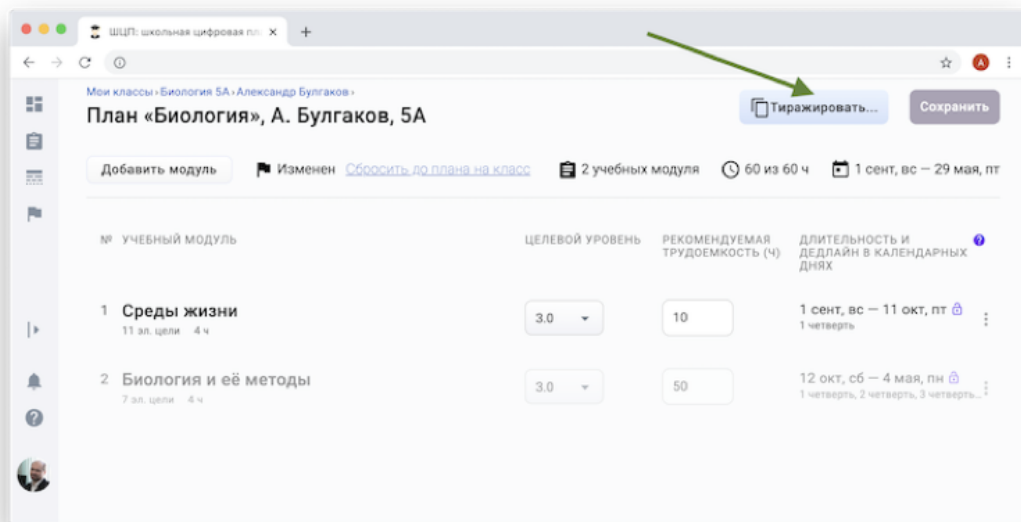 ШЦП: школьная цифровая пл
Мои классы › Биология 5А › Александр Булгаков ›
План «Биология», А. Булгаков, 5А
Тиражировать...
Сохранить
Добавить модуль
Изменен Сбросить до плана на класс
2 учебных модуля
60 из 60 ч
1 сент, вс — 29 мая, пт
№ УЧЕБНЫЙ МОДУЛЬ
ЦЕЛЕВОЙ УРОВЕНЬ
РЕКОМЕНДУЕМАЯ
ТРУДОЕМКОСТЬ (Ч)
ДЛИТЕЛЬНОСТЬ И
ДЕДЛАЙН В КАЛЕНДАРНЫХ
ДНЯХ
1 Среды жизни
11 эл. цели 4 ч
3.0
10
1 сент, вс — 11 окт, пт
1 четверть
2 Биология и её методы
7 эл. цели 4 ч
3.0
50
12 окт, сб — 4 мая, пн
1 четверть, 2 четверть, 3 четверть...
A